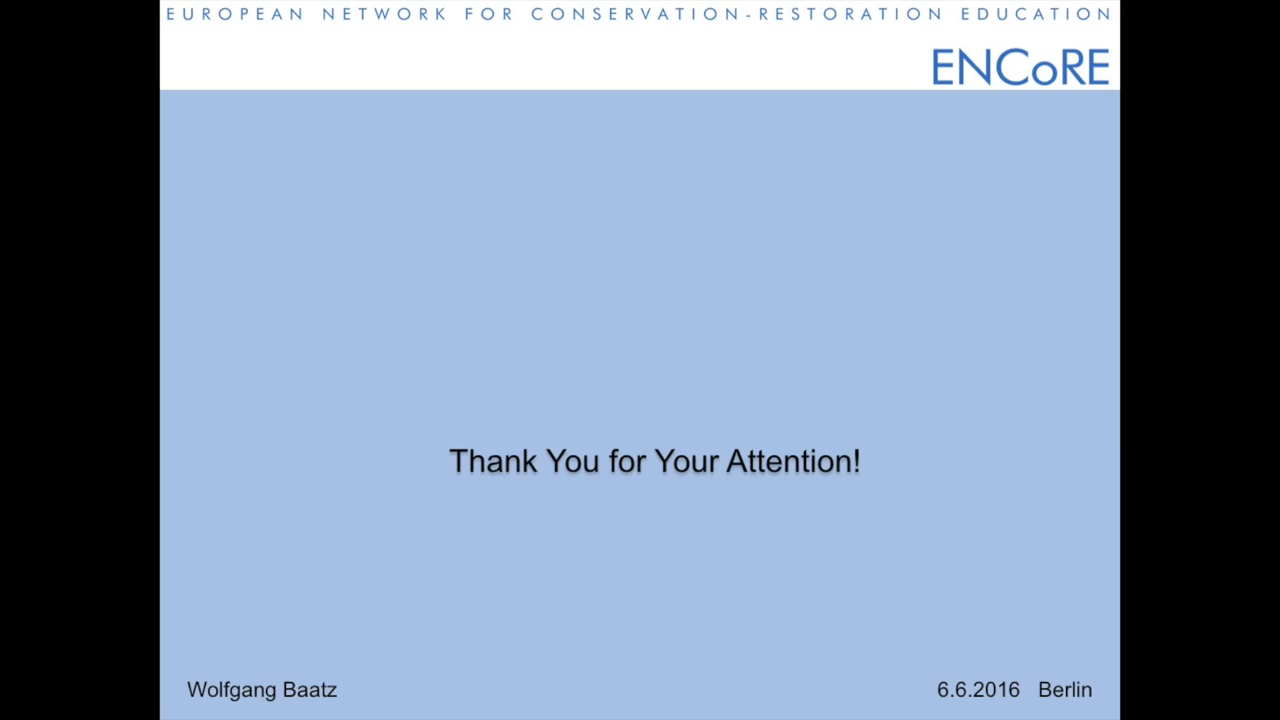 EUROPEAN NETWORK FOR CONSERVATION-RESTORATION EDUCATION
ENCoRE
Thank You for Your Attention!
Wolfgang Baatz
6.6.2016 Berlin